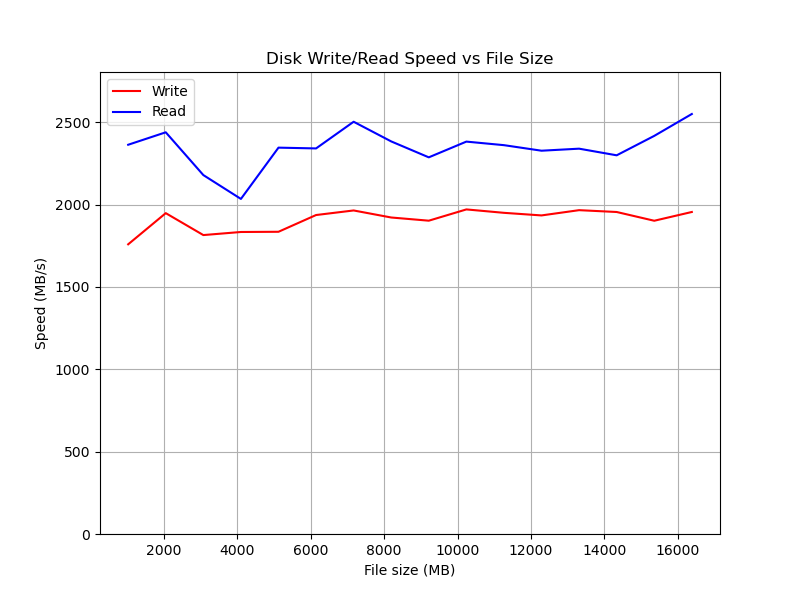 Disk Write/Read Speed vs File Size
Write
Read
2500
2000
1500
1000
500
0
Speed (MB/s)
2000 4000 6000 8000 10000 12000 14000 16000
File size (MB)